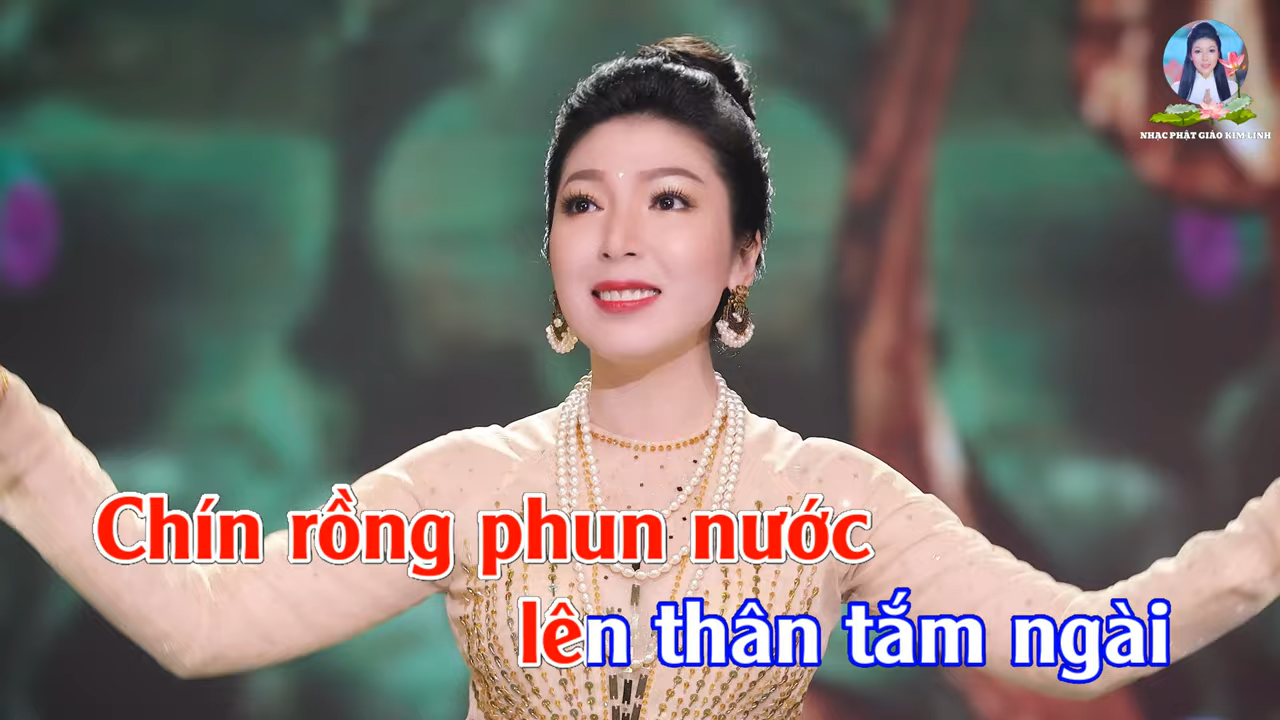 NHẠC PHẬT GIÁO KIM LINH
Chín rồng phun nước
lên thân tắm ngài